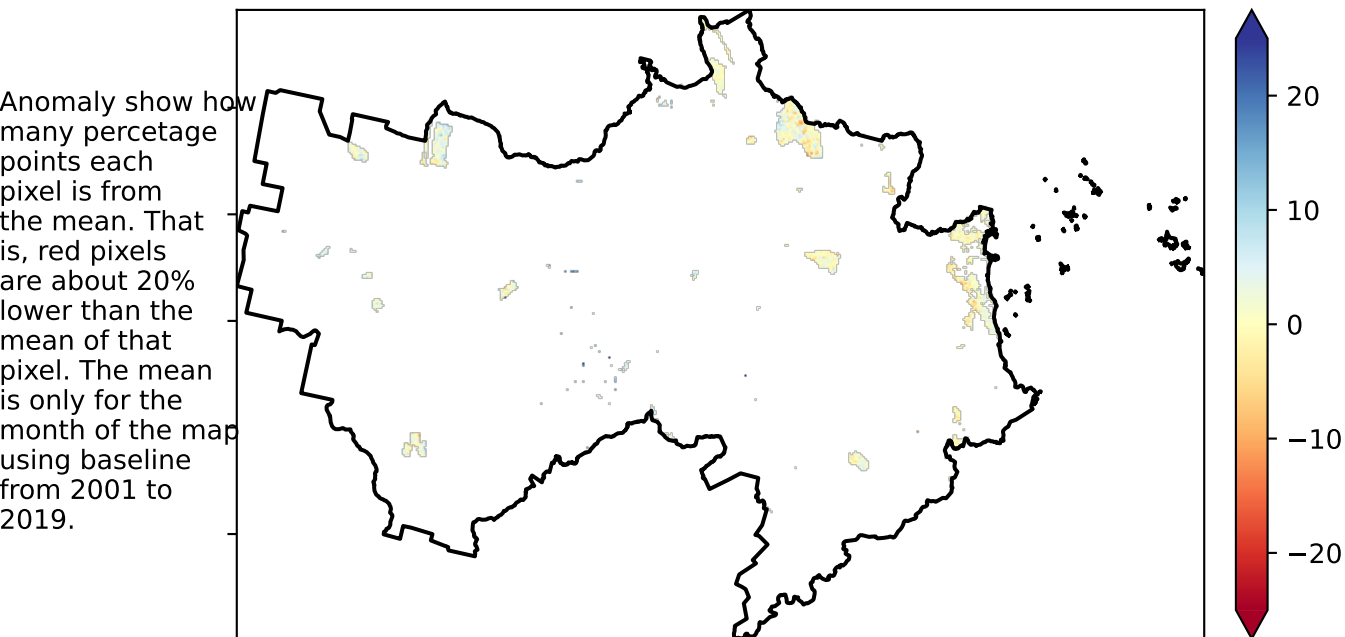 Anomaly show how
many percetage
points each
pixel is from
the mean. That
is, red pixels
are about 20%
lower than the
mean of that
pixel. The mean
is only for the
month of the map
using baseline
from 2001 to
2019.
20
10
0
−10
−20